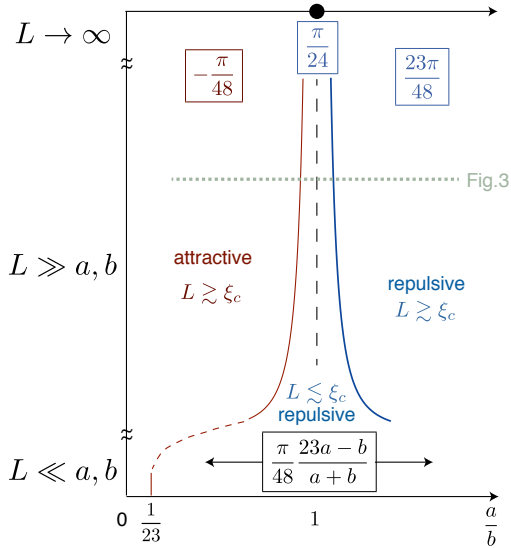 L → ∞
π/24
−π/48
23π/48
≈
Fig.3
L ≫ a, b
attractive
L ≳ ξ_c
repulsive
L ≳ ξ_c
L ≲ ξ_c
repulsive
≈
L ≪ a, b
π/48 (23a − b)/(a + b)
0
1/23
1
a/b